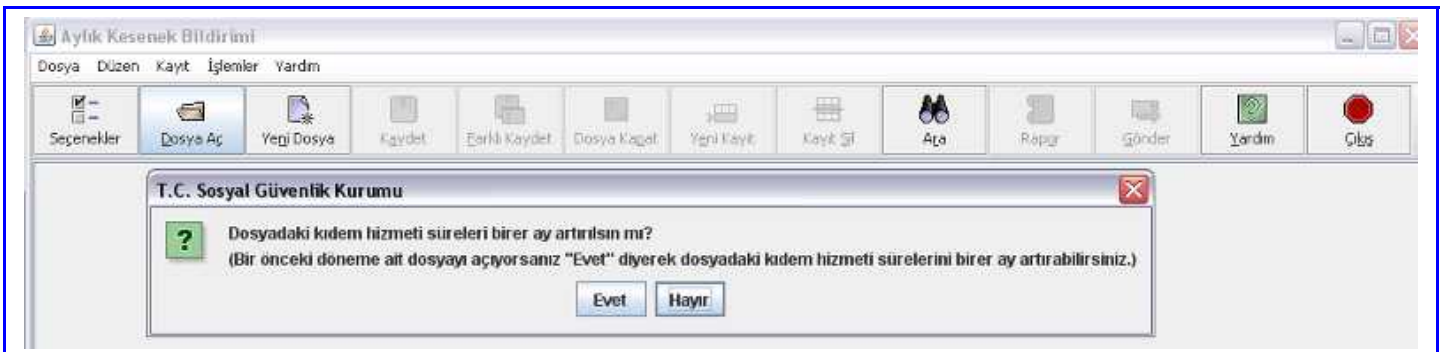 Aylık Kesenek Bildirimi
Dosya Düzen Kayıt İşlemler Yardım
Seçenekler Dosya Aç Yeni Dosya Kaydet Farklı Kaydet Dosya Kapat Yeni Kayıt Kayıt Sil Ara Rapor Gönder Yardım Çıkış
T.C. Sosyal Güvenlik Kurumu
Dosyadaki kıdem hizmeti süreleri birer ay artırılsın mı?
(Bir önceki döneme ait dosyayı açıyorsanız "Evet" diyerek dosyadaki kıdem hizmeti sürelerini birer ay artırabilirsiniz.)
Evet Hayır